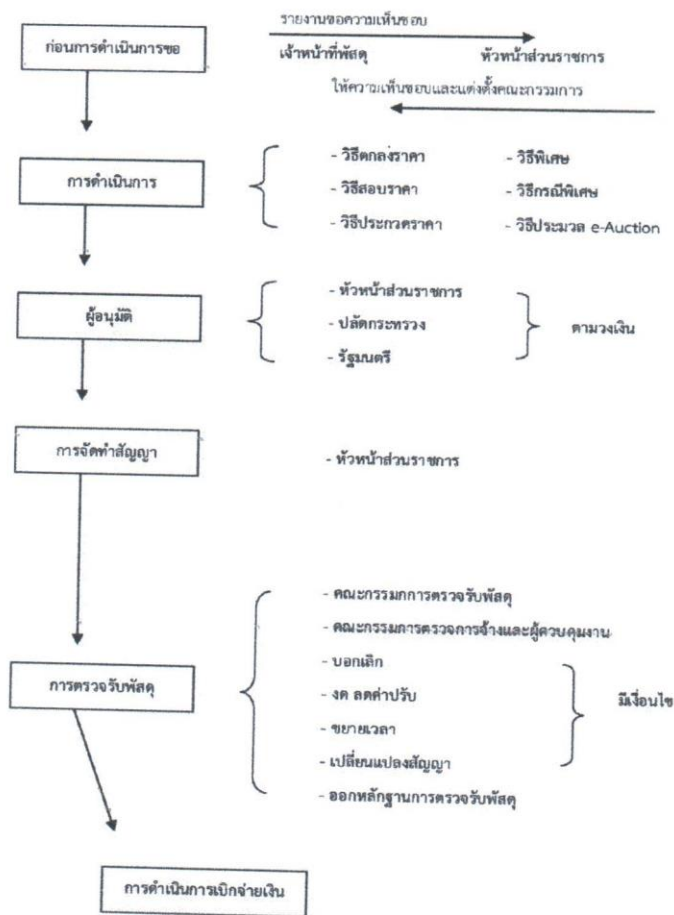 รายงานขอความเห็นชอบ
ก่อนการดำเนินการซอ
เจ้าหน้าที่พัสดุ หัวหน้าส่วนราชการ
ให้ความเห็นชอบและแต่งตั้งคณะกรรมการ
- วิธีตกลงราคา - วิธีพิเศษ
การดำเนินการ
- วิธีสอบราคา - วิธีกรณีพิเศษ
- วิธีประกวดราคา - วิธีประมวล e-Auction
- หัวหน้าส่วนราชการ
ผู้อนุมัติ
- ปลัดกระทรวง
ตามวงเงิน
- รัฐมนตรี
การจัดทำสัญญา
- หัวหน้าส่วนราชการ
- คณะกรรมกการตรวจรับพัสดุ
- คณะกรรมการตรวจการจ้างและผู้ควบคุมงาน
- บอกเลิก
การตรวจรับพัสดุ
- งด ลดค่าปรับ
มีเงื่อนไข
- ขยายเวลา
- เปลี่ยนแปลงสัญญา
- ออกหลักฐานการตรวจรับพัสดุ
การดำเนินการเบิกจ่ายเงิน